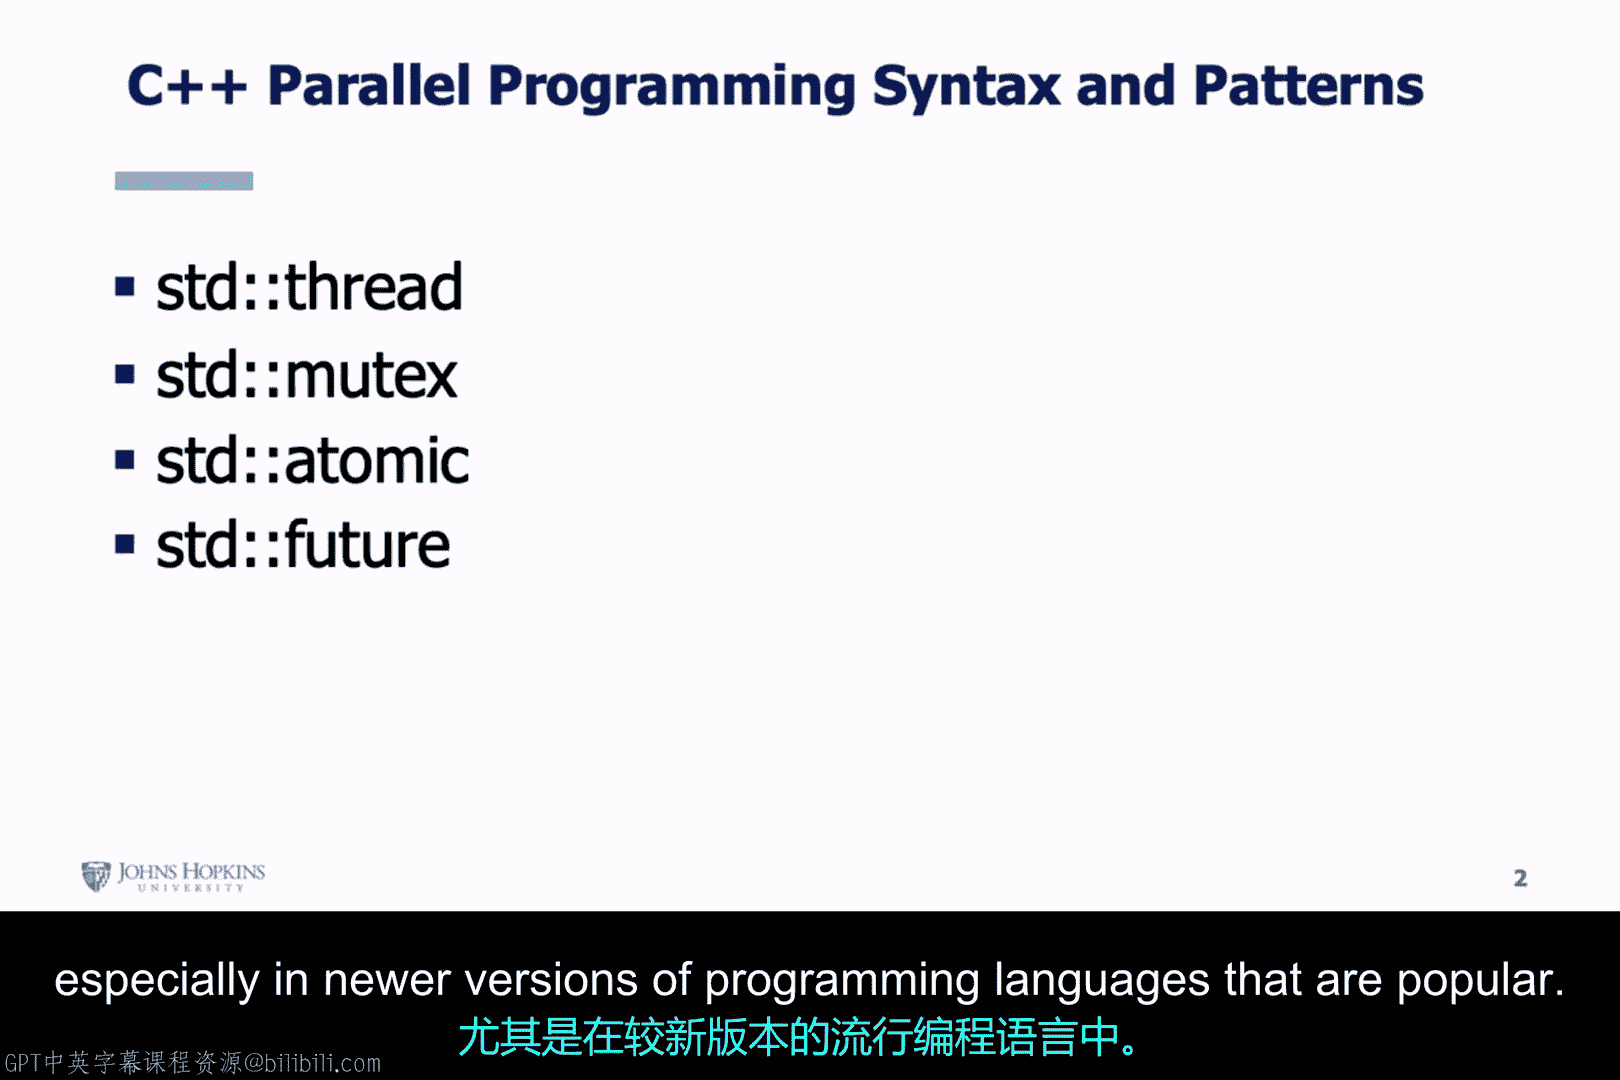 C++ Parallel Programming Syntax and Patterns
std::thread
std::mutex
std::atomic
std::future
JOHNS HOPKINS
UNIVERSITY
2
especially in newer versions of programming languages that are popular.
尤其是在较新版本的流行编程语言中。
GPT中英字幕课程资源@bilibili.com